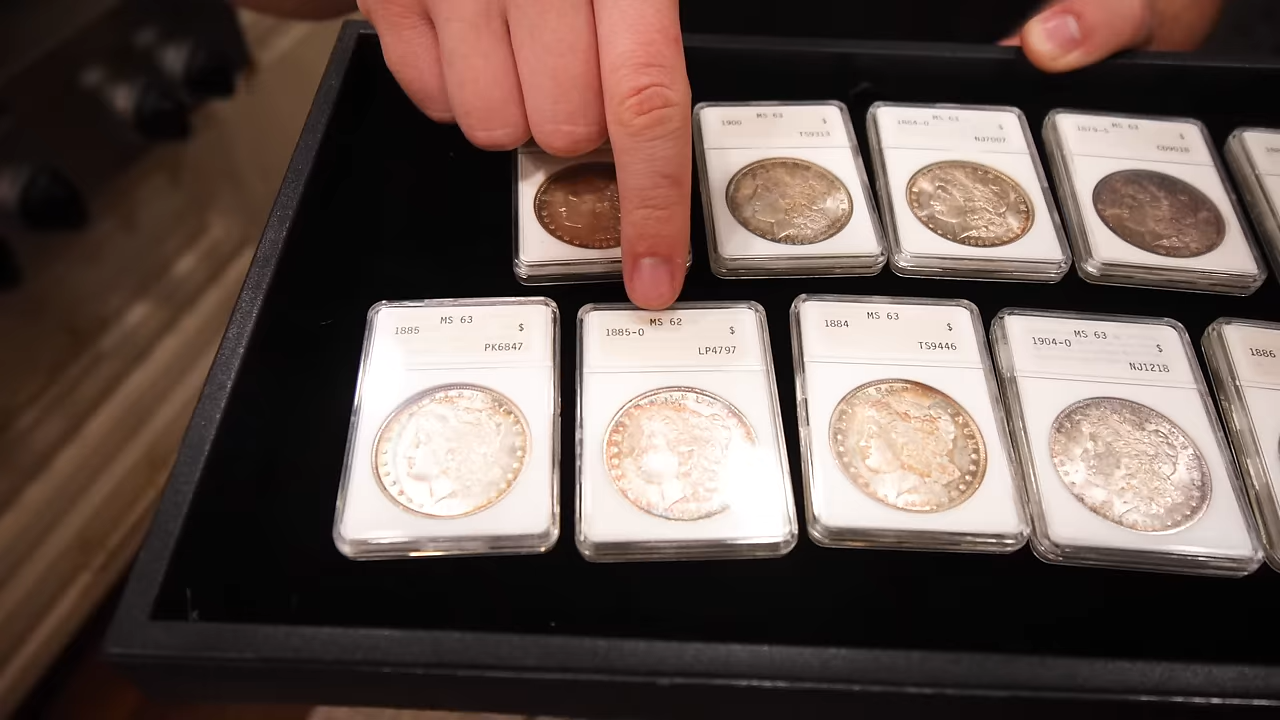 1900 MS 63 $
TS9313
1884-O MS 63 $
NJ7007
1879-S MS 63 $
1885 MS 63 $
PK6847
1885-O MS 62 $
LP4797
1884 MS 63 $
TS9446
1904-O MS 63 $
NJ1218
1886